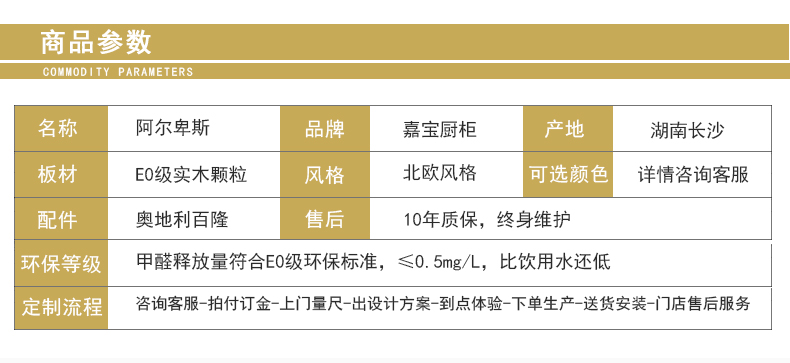 商品参数
COMMODITY PARAMETERS
名称 阿尔卑斯 品牌 嘉宝厨柜 产地 湖南长沙
板材 E0级实木颗粒 风格 北欧风格 可选颜色 详情咨询客服
配件 奥地利百隆 售后 10年质保，终身维护
环保等级 甲醛释放量符合E0级环保标准，≤0.5mg/L，比饮用水还低
定制流程 咨询客服-拍付订金-上门量尺-出设计方案-到点体验-下单生产-送货安装-门店售后服务